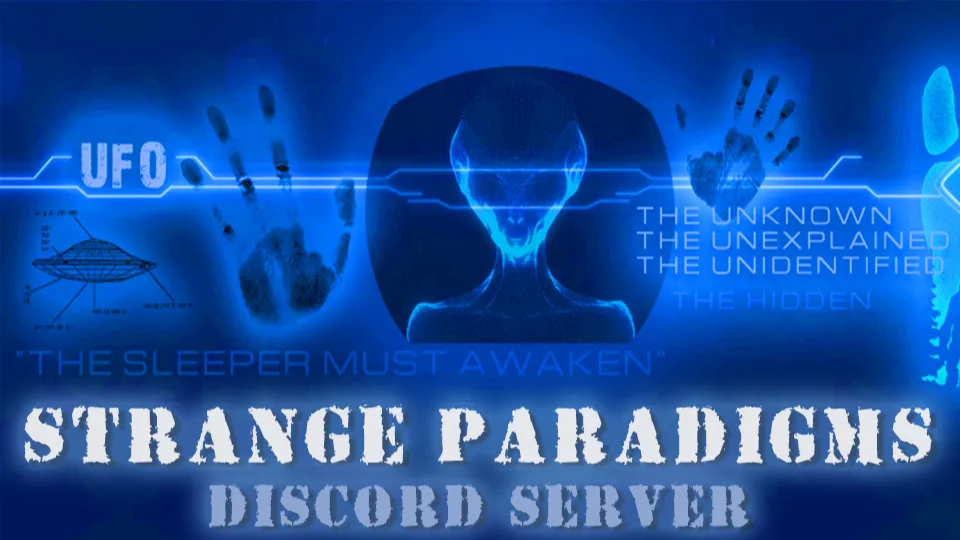 UFO
THE UNKNOWN
THE UNEXPLAINED
THE UNIDENTIFIED
THE HIDDEN
"THE SLEEPER MUST AWAKEN"
STRANGE PARADIGMS
DISCORD SERVER